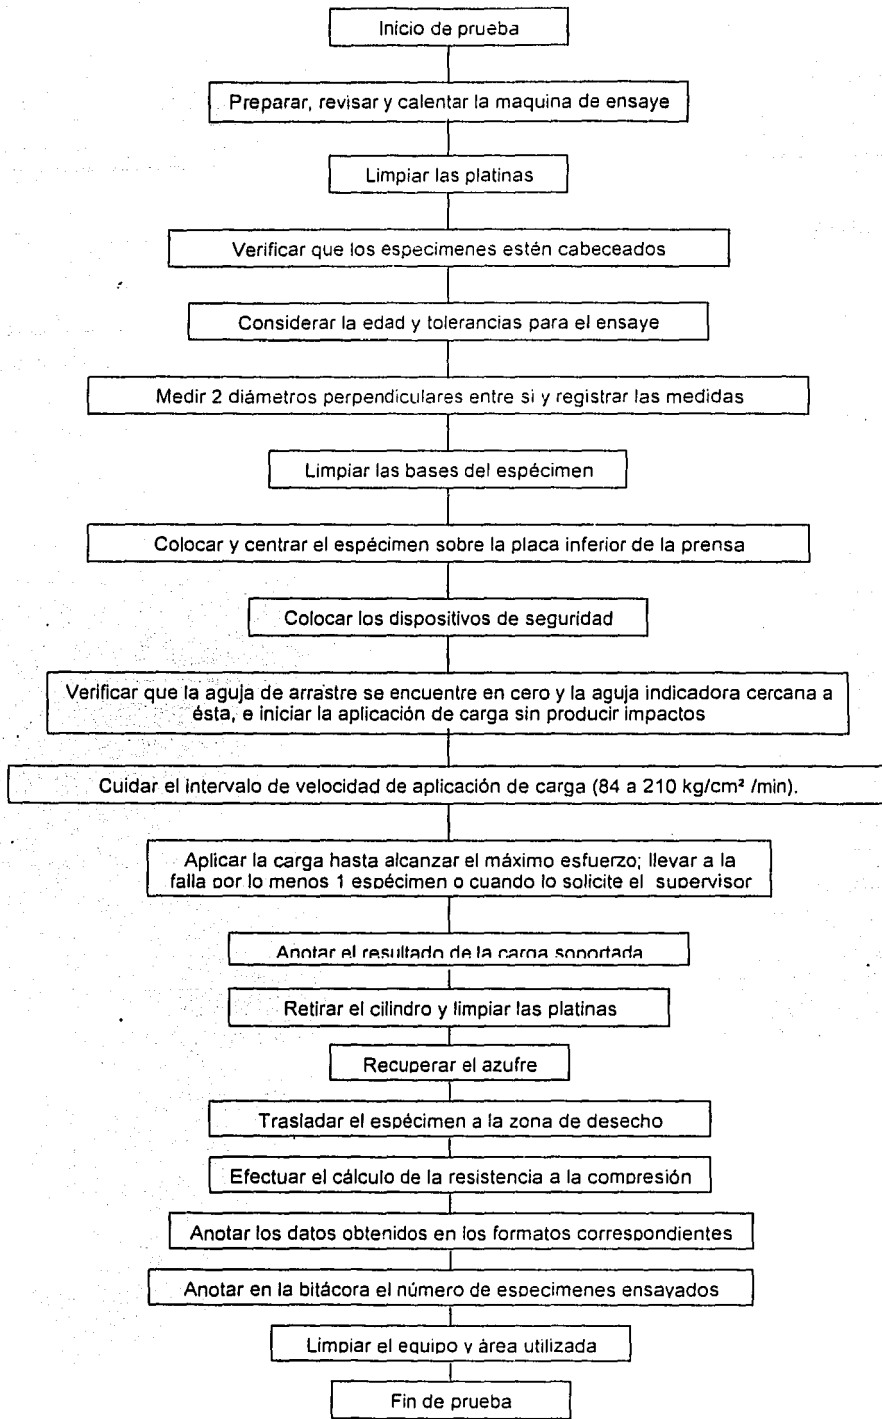 Inicio de prueba
Preparar, revisar y calentar la maquina de ensaye
Limpiar las platinas
Verificar que los especimenes estén cabeceados
Considerar la edad y tolerancias para el ensaye
Medir 2 diámetros perpendiculares entre si y registrar las medidas
Limpiar las bases del espécimen
Colocar y centrar el espécimen sobre la placa inferior de la prensa
Colocar los dispositivos de seguridad
Verificar que la aguja de arrastre se encuentre en cero y la aguja indicadora cercana a
ésta, e iniciar la aplicación de carga sin producir impactos
Cuidar el intervalo de velocidad de aplicación de carga (84 a 210 kg/cm² /min).
Aplicar la carga hasta alcanzar el máximo esfuerzo; llevar a la
falla por lo menos 1 espécimen o cuando lo solicite el supervisor
Anotar el resultado de la carga soportada
Retirar el cilindro y limpiar las platinas
Recuperar el azufre
Trasladar el espécimen a la zona de desecho
Efectuar el cálculo de la resistencia a la compresión
Anotar los datos obtenidos en los formatos correspondientes
Anotar en la bitácora el número de especimenes ensayados
Limpiar el equipo y área utilizada
Fin de prueba